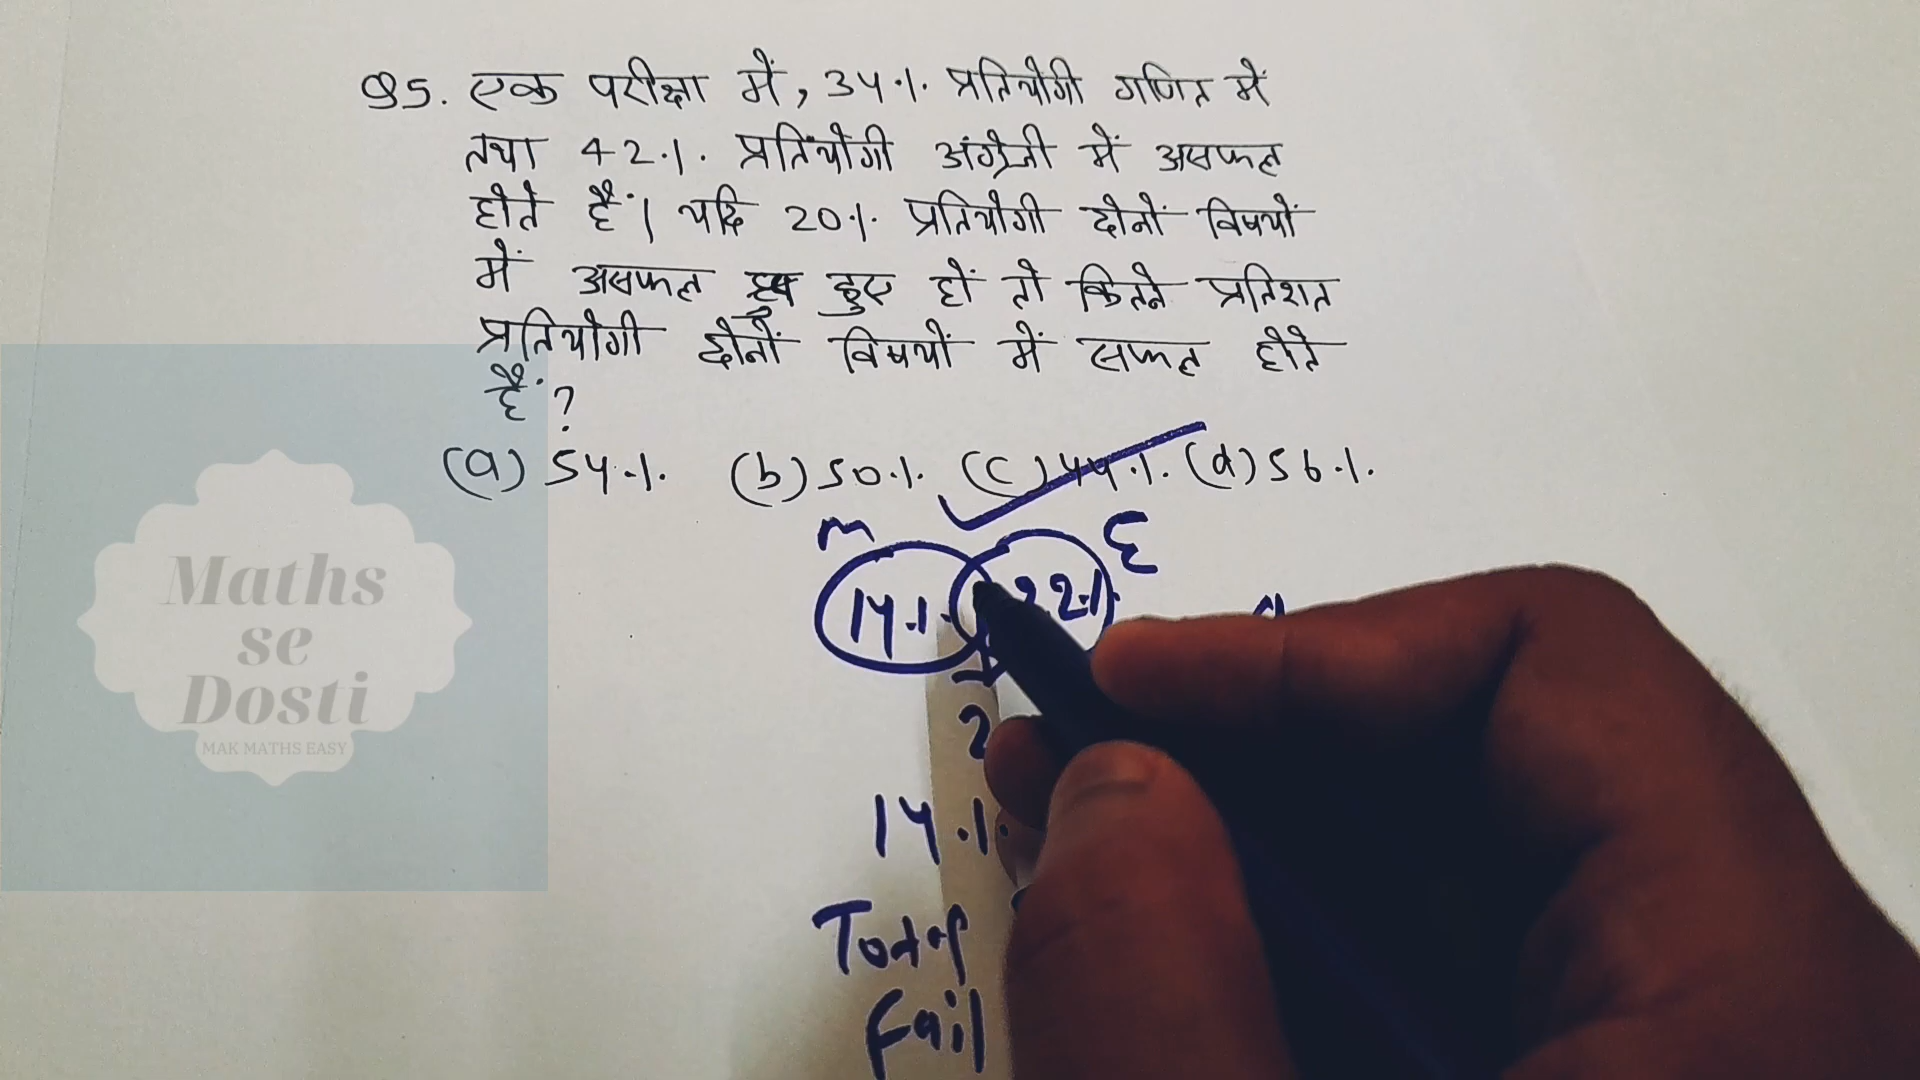 Q5. एक परीक्षा में, 34% प्रतियोगी गणित में
तथा 42% प्रतियोगी अंग्रेजी में असफल
होते हैं। यदि 20% प्रतियोगी दोनों विषयों
में असफल हुए हों तो कितने प्रतिशत
प्रतियोगी दोनों विषयों में सफल होते
हैं?
(a) 54% (b) 50% (c) 44% (d) 56%
M E
14% 22%
2
14%
Total
Fail
Maths
se
Dosti
MAK MATHS EASY